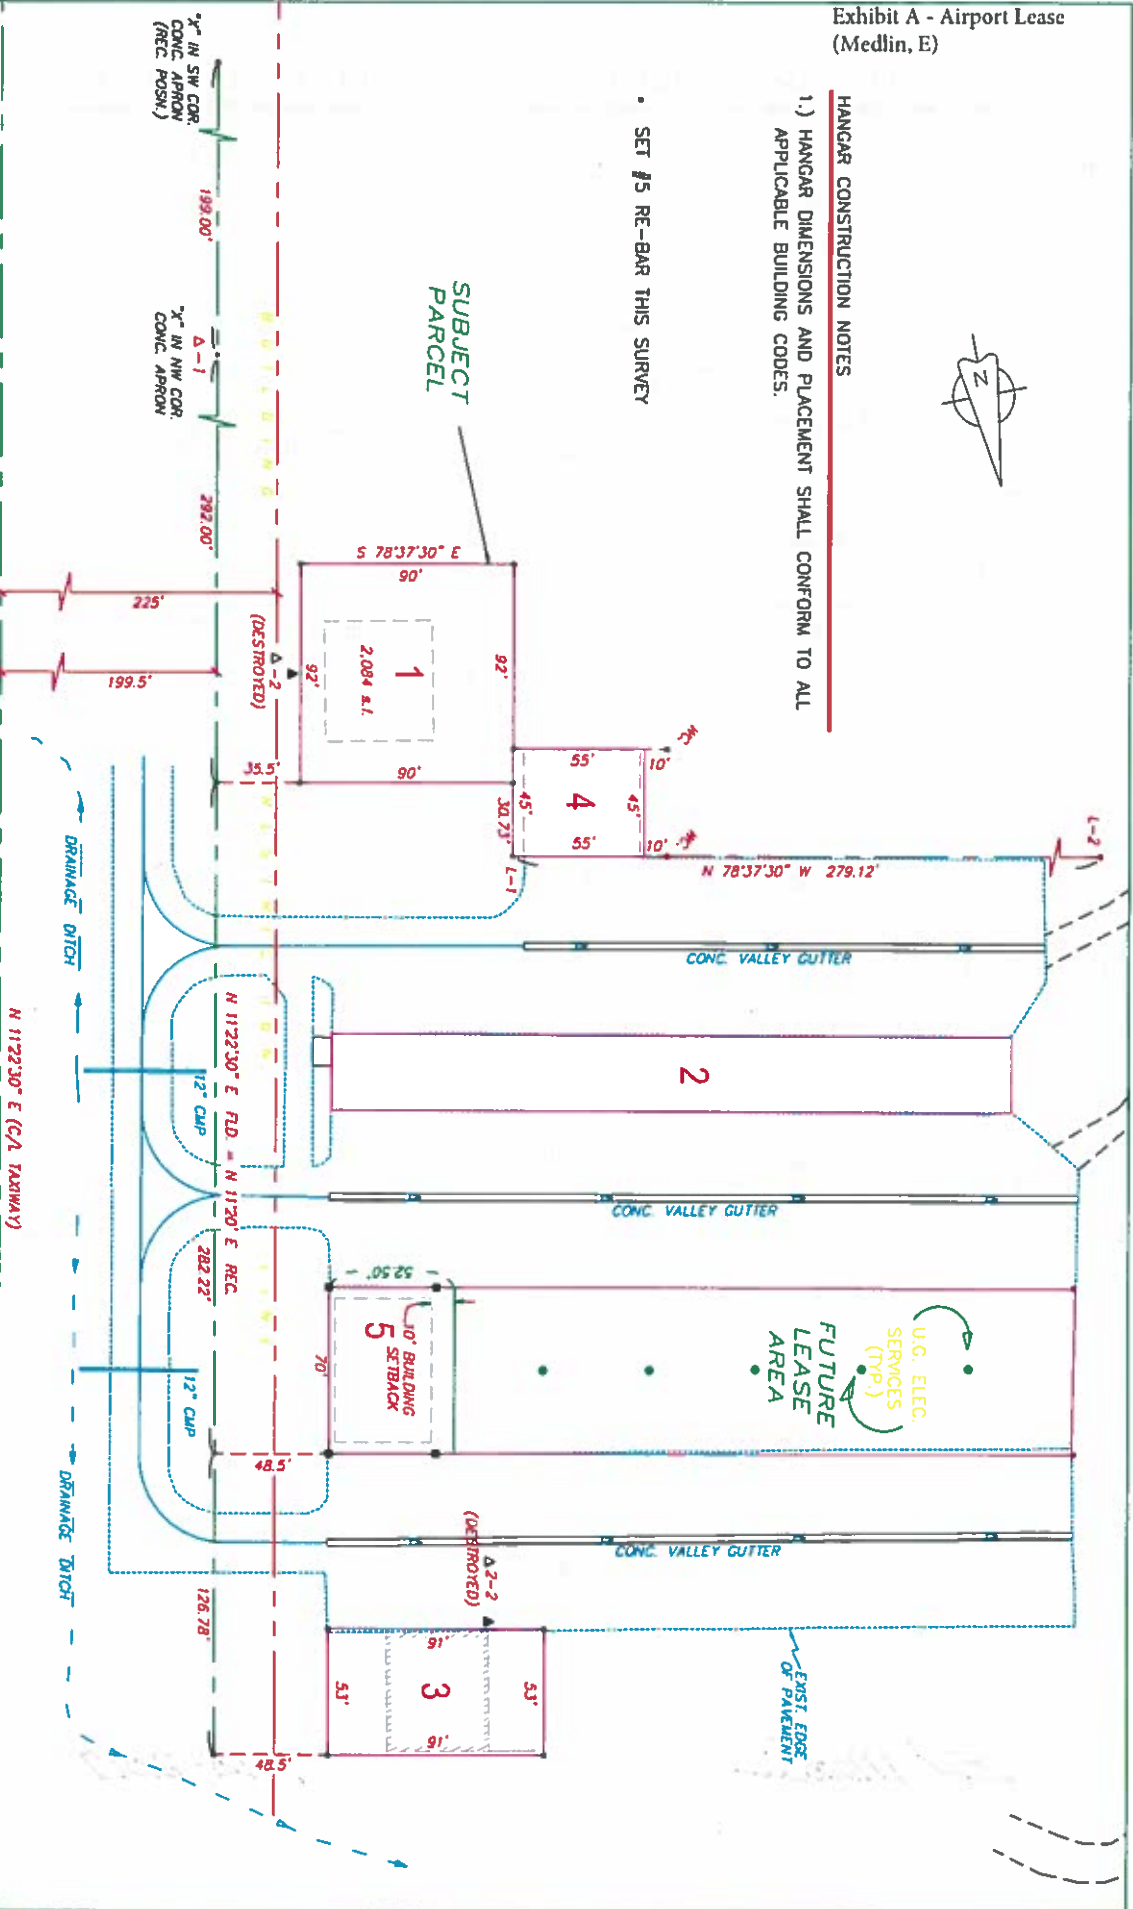 Exhibit A - Airport Lease
(Medlin, E)
HANGAR CONSTRUCTION NOTES
1.) HANGAR DIMENSIONS AND PLACEMENT SHALL CONFORM TO ALL
APPLICABLE BUILDING CODES.
• SET #5 RE-BAR THIS SURVEY
N
SUBJECT
PARCEL
"X" IN SW COR.
CONC. APRON
(REC. POSN.)
199.00'
Δ-1
"X" IN NW COR.
CONC. APRON
292.00'
BUILDING
225'
199.5'
S 78°37'30" E
90'
92'
1
2,084 s.f.
92'
90'
Δ-2
(DESTROYED)
35.5'
WC
10'
55'
45'
4
45'
55'
10'
WC
30.73'
L-1
L-2
N 78°37'30" W 279.12'
CONC. VALLEY GUTTER
2
CONC. VALLEY GUTTER
DRAINAGE DITCH
12" CMP
N 11°22'30" E FLD. = N 11°20' E REC.
282.22'
N 11°22'30" E (C/L TAXIWAY)
52.50'
10' BUILDING
SETBACK
5
70'
48.5'
12" CMP
FUTURE
LEASE
AREA
U.G. ELEC.
SERVICES
(TYP.)
CONC. VALLEY GUTTER
DRAINAGE DITCH
Δ2-2
(DESTROYED)
126.78'
91'
53'
3
53'
91'
48.5'
EXIST. EDGE
OF PAVEMENT